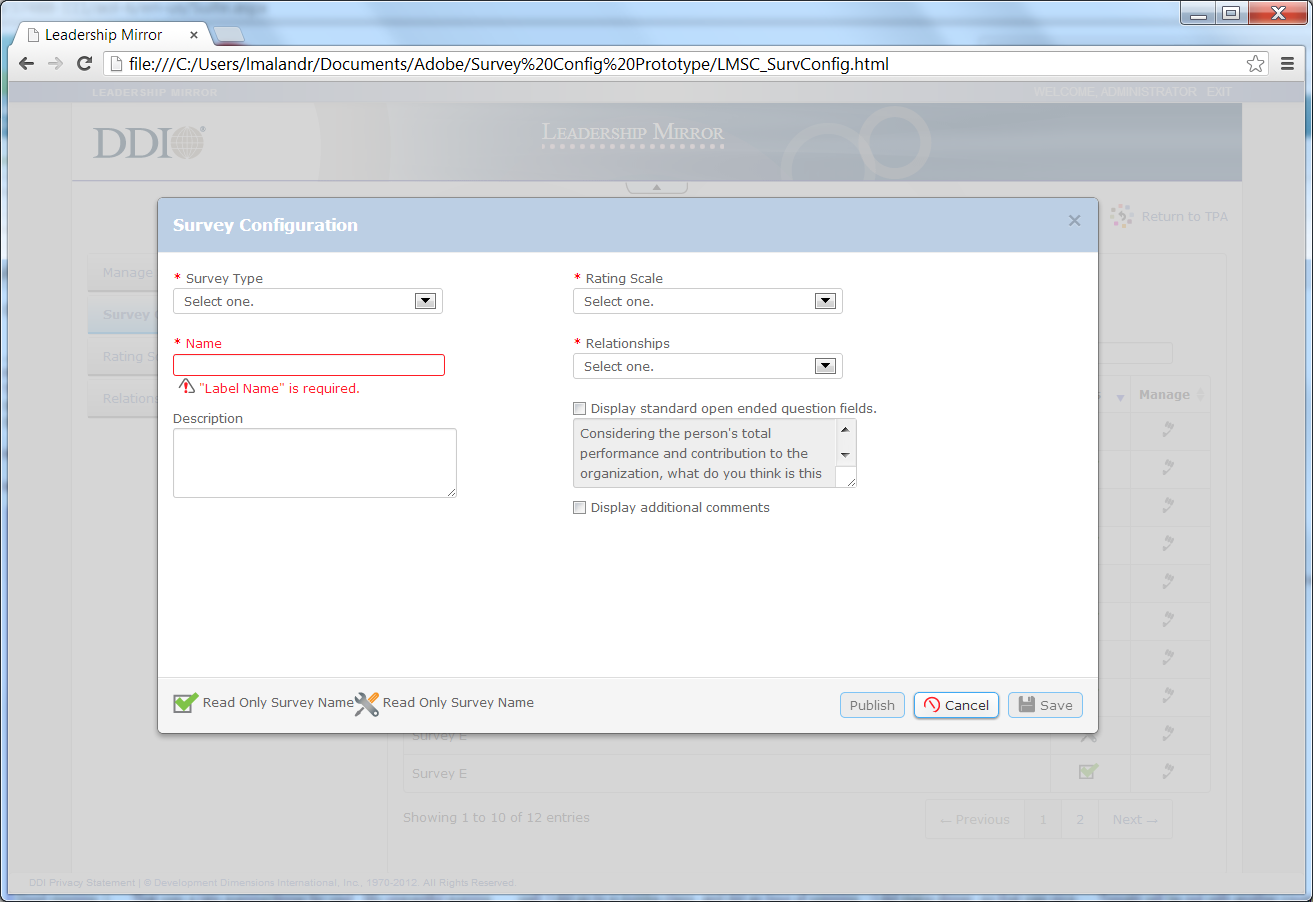 Leadership Mirror
file:///C:/Users/lmalandr/Documents/Adobe/Survey%20Config%20Prototype/LMSC_SurvConfig.html
LEADERSHIP MIRROR
WELCOME, ADMINISTRATOR EXIT
DDI
LEADERSHIP MIRROR
Return to TPA
Survey Configuration
Manage
Survey
Rating
Relations
* Survey Type
Select one.
* Name
"Label Name" is required.
Description
* Rating Scale
Select one.
* Relationships
Select one.
Display standard open ended question fields.
Considering the person's total
performance and contribution to the
organization, what do you think is this
Display additional comments
Manage
Read Only Survey Name
Read Only Survey Name
Publish
Cancel
Save
Survey E
Survey E
Showing 1 to 10 of 12 entries
← Previous 1 2 Next →
DDI Privacy Statement | © Development Dimensions International, Inc., 1970-2012. All Rights Reserved.